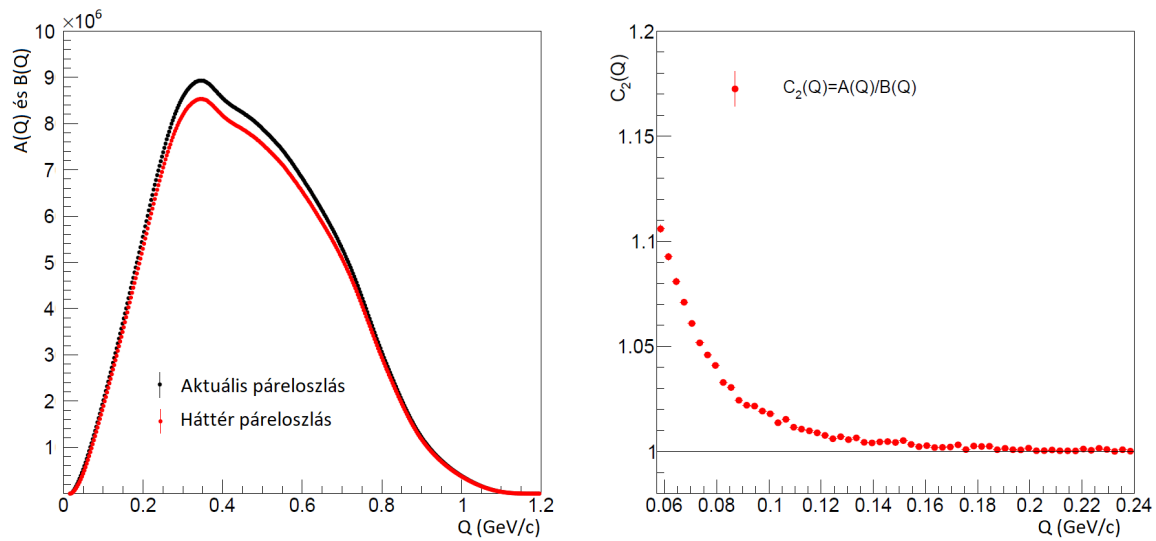 ×10⁶
A(Q) és B(Q)
10
9
8
7
6
5
4
3
2
1
Aktuális páreloszlás
Háttér páreloszlás
0 0.2 0.4 0.6 0.8 1 1.2
Q (GeV/c)
C₂(Q)
1.2
1.15
1.1
1.05
1
C₂(Q)=A(Q)/B(Q)
0.06 0.08 0.1 0.12 0.14 0.16 0.18 0.2 0.22 0.24
Q (GeV/c)